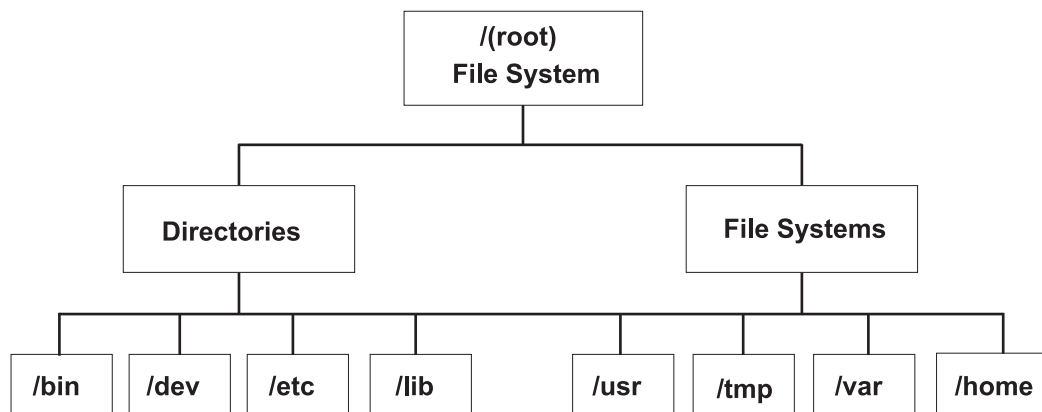 /(root)
File System
Directories
File Systems
/bin
/dev
/etc
/lib
/usr
/tmp
/var
/home